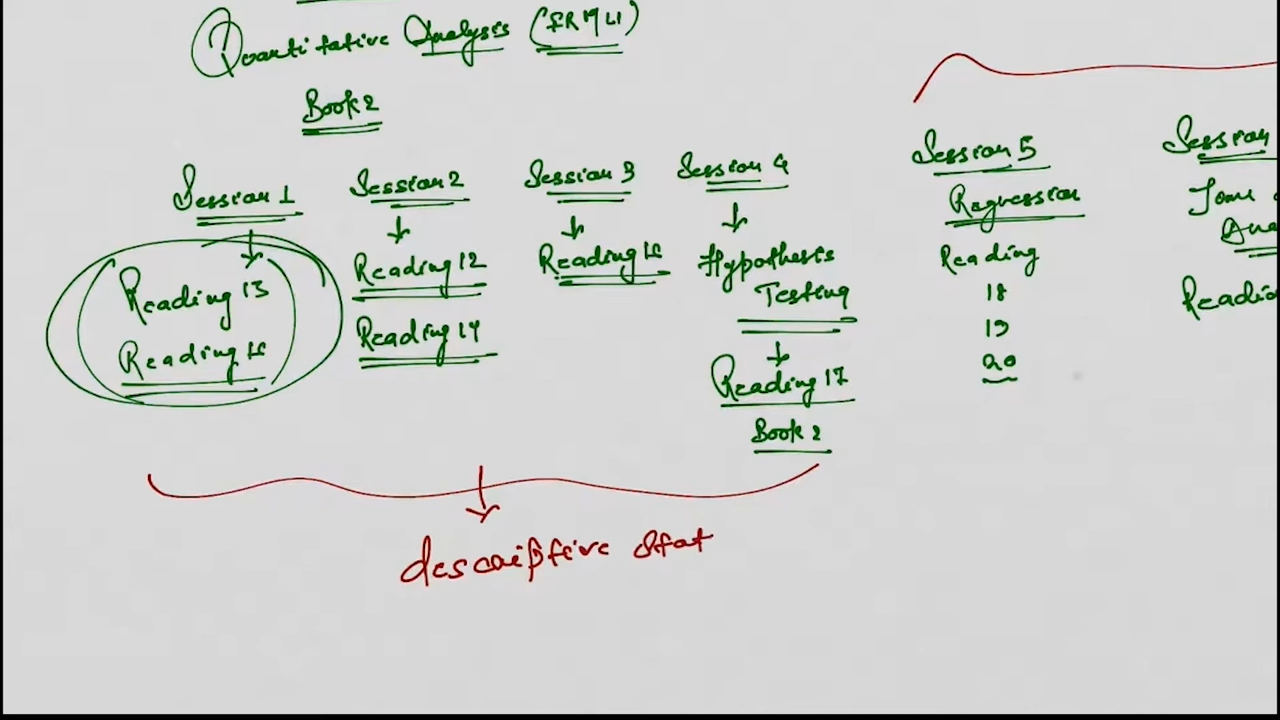 Quantitative Analysis (FRM L1)
Book 2
Session 1
Reading 13
Reading 15
Session 2
Reading 12
Reading 14
Session 3
Reading 16
Session 4
Hypothesis
Testing
Reading 17
Book 2
Session 5
Regression
Reading
18
19
20
Session
descriptive stat